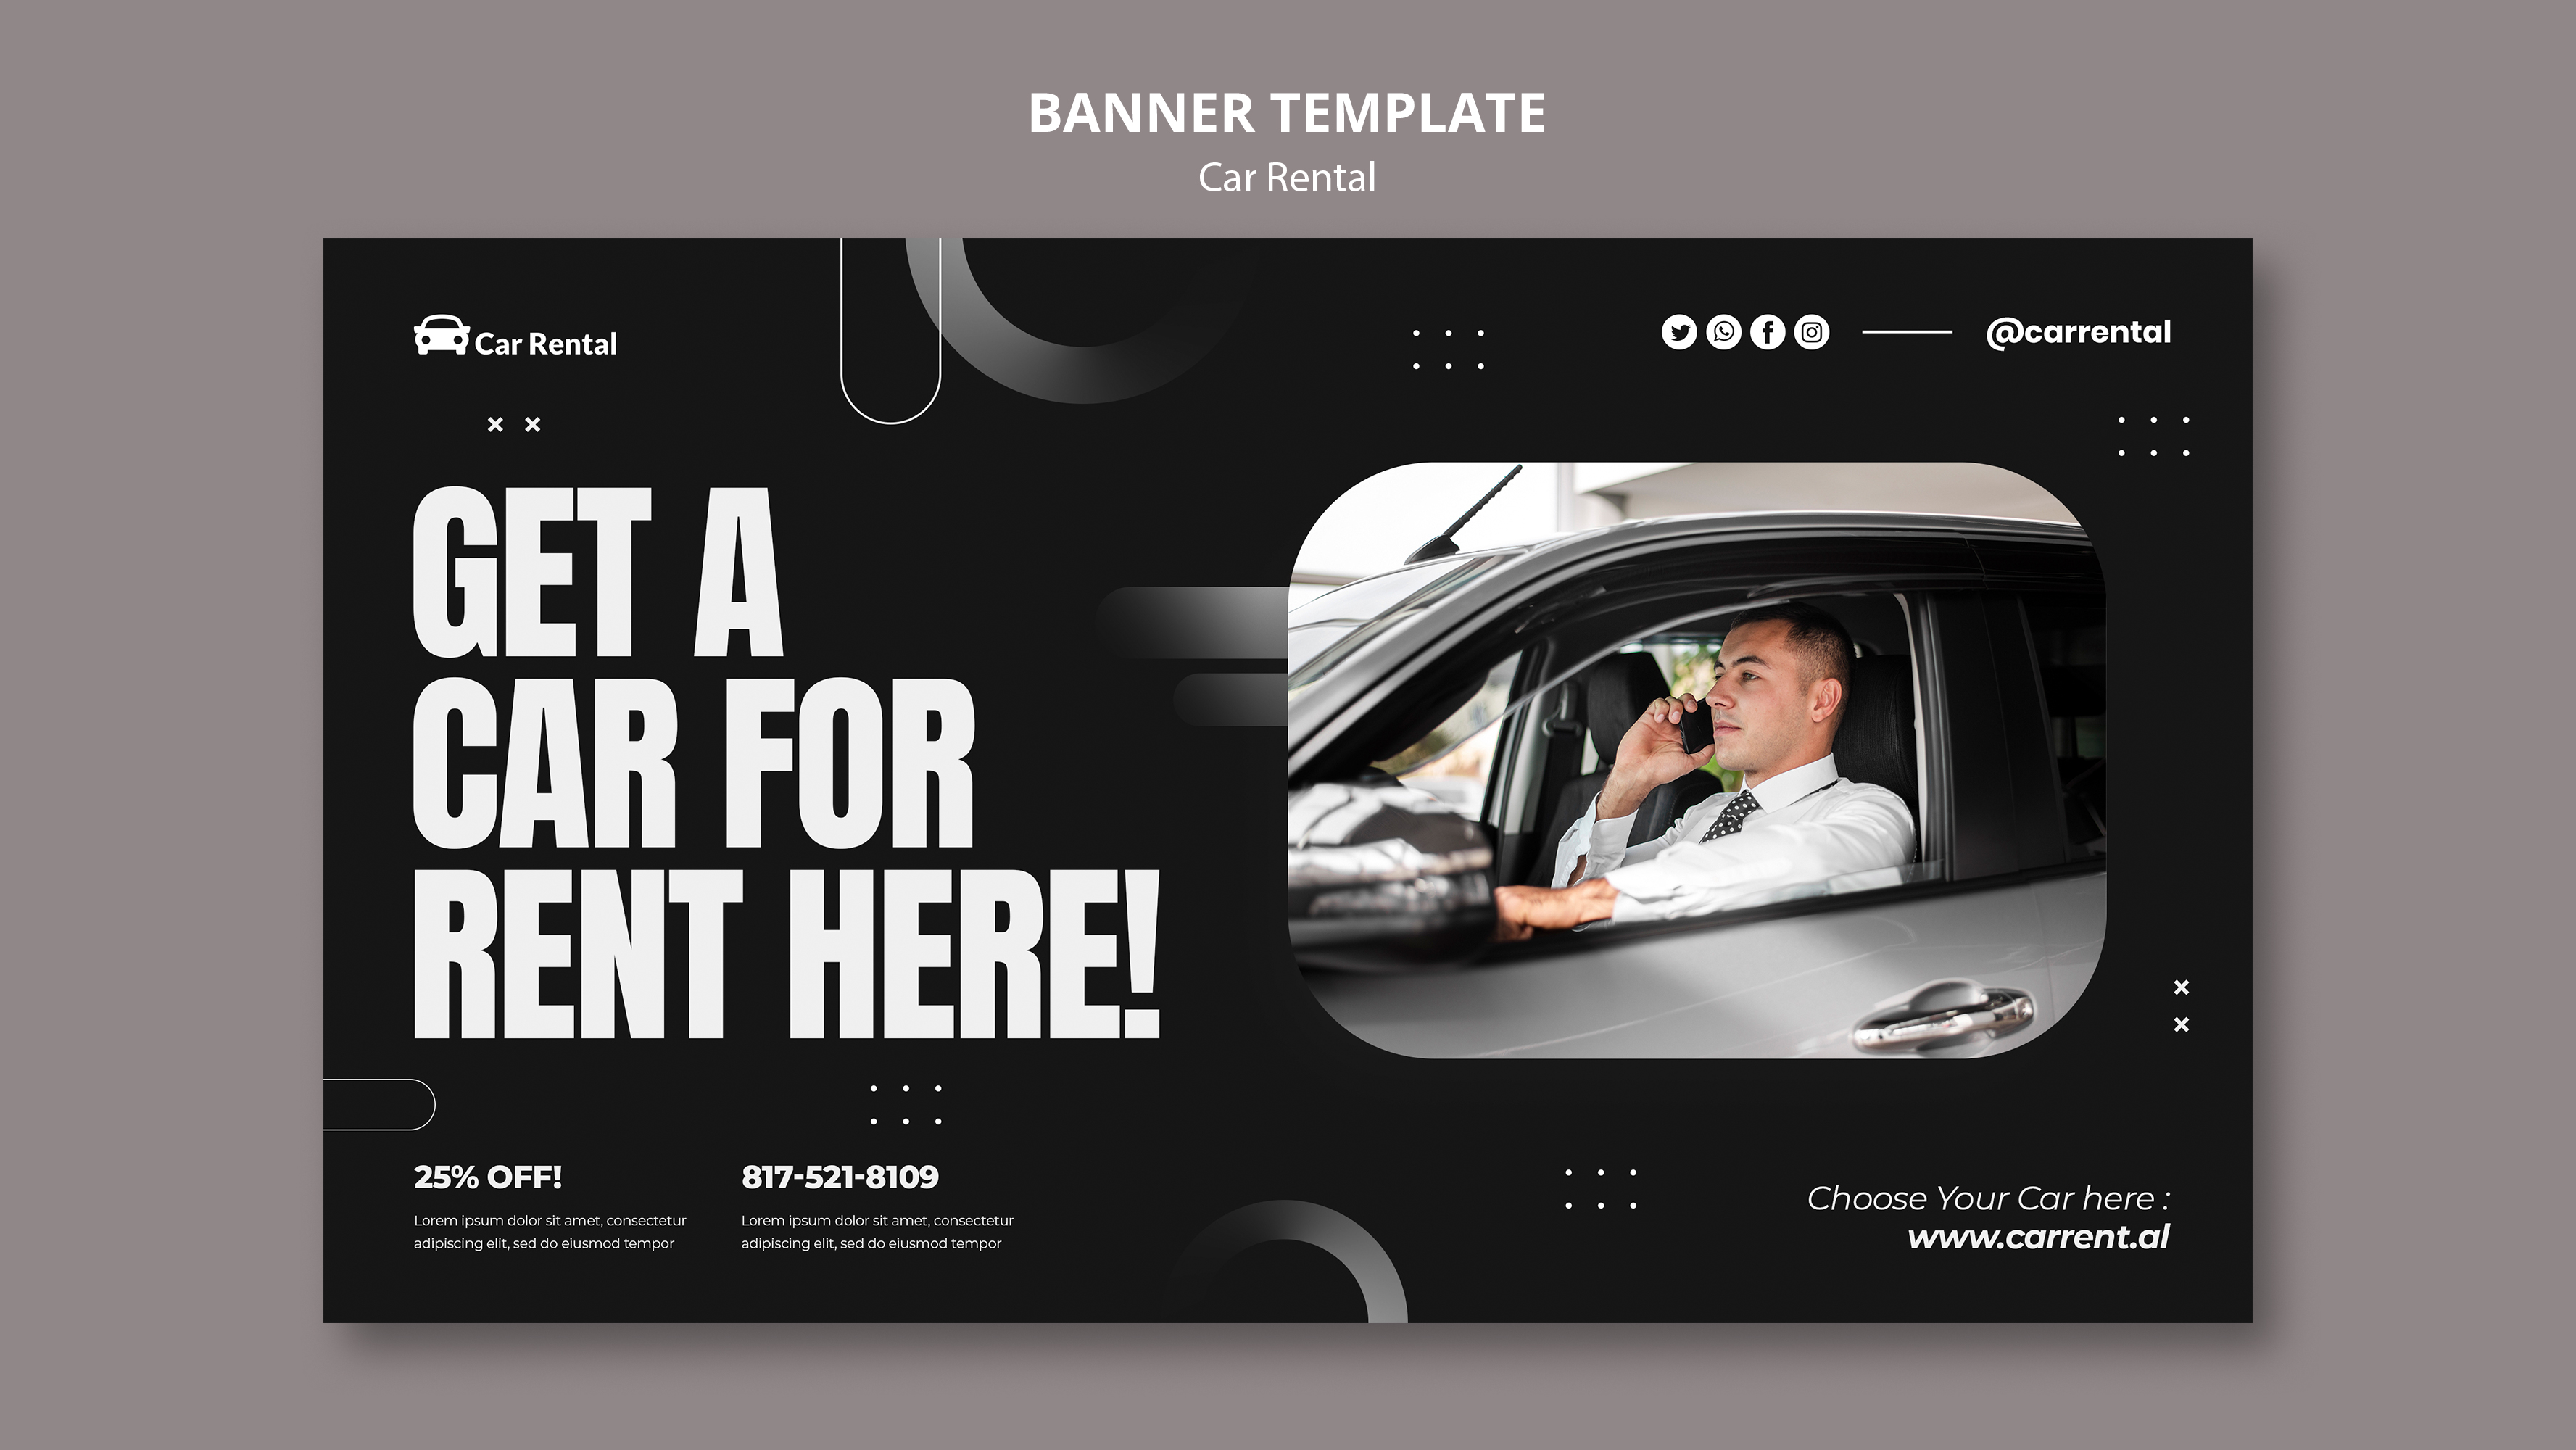 BANNER TEMPLATE
Car Rental
Car Rental
@carrental
GET A
CAR FOR
RENT HERE!
25% OFF!
Lorem ipsum dolor sit amet, consectetur
adipiscing elit, sed do eiusmod tempor
817-521-8109
Lorem ipsum dolor sit amet, consectetur
adipiscing elit, sed do eiusmod tempor
Choose Your Car here :
www.carrent.al